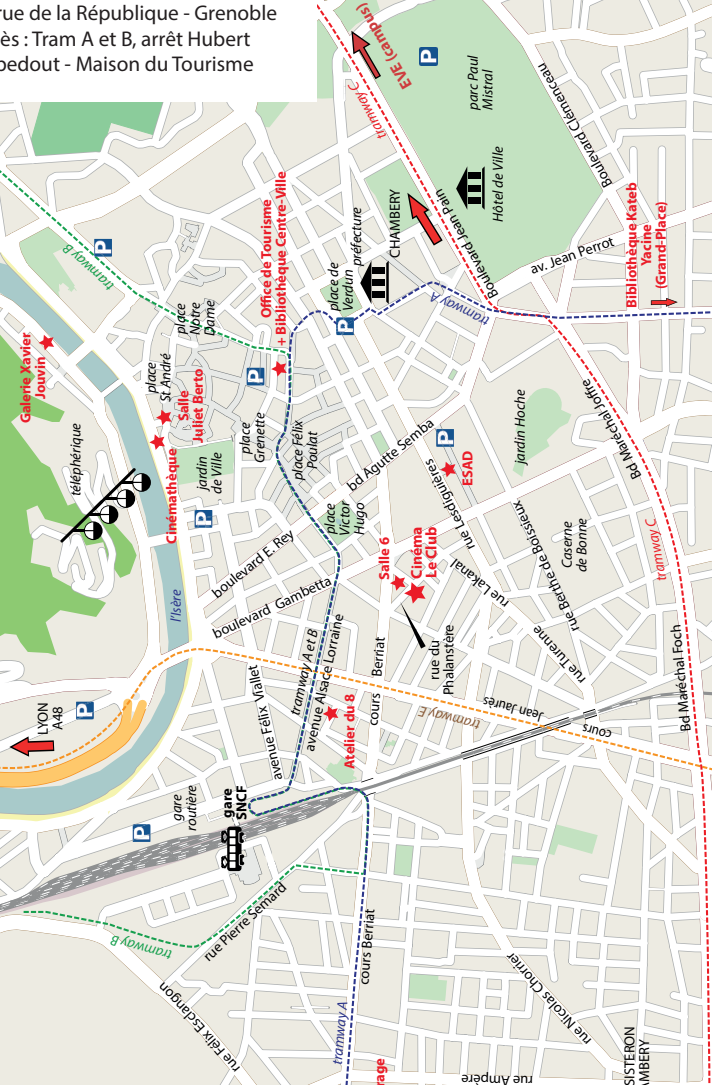 rue de la République - Grenoble
ès : Tram A et B, arrêt Hubert
bedout - Maison du Tourisme
P
EVE (campus)
tramway C
parc Paul
Mistral
Boulevard Clémenceau
Hôtel de Ville
CHAMBERY
Boulevard Jean Pain
av. Jean Perrot
Bibliothèque Kateb
Yacine
(Grand-Place)
préfecture
place de
Verdun
P
tramway A
Office de Tourisme
+ Bibliothèque Centre-Ville
tramway B
P
place
Notre
Dame
Galerie Xavier
Jouvin
place
St André
Salle
Juliet Berto
Cinémathèque
P
place
Grenette
jardin
de Ville
place Félix
Poulat
téléphérique
P
l'Isère
bd Agutte Semba
P
ESAD
jardin Hoche
Bd Maréchal Joffre
rue Lesdiguières
place
Victor
Hugo
boulevard E. Rey
boulevard Gambetta
Salle 6
Cinéma
Le Club
rue Lakanal
rue Berthe de Boissieux
Caserne
de Bonne
rue Turenne
tramway C
rue du
Phalanstère
cours Berriat
tramway A et B
avenue Alsace Lorraine
avenue Félix Viallet
Atelier du 8
tramway E
cours Jean Jaurès
Bd Maréchal Foch
LYON
A48
P
gare
routière
gare
SNCF
P
tramway B
rue Pierre Semard
cours Berriat
rue Félix Esclangon
tramway A
rue Nicolas Chorrier
rue Ampère
rage
SISTERON
MBERY